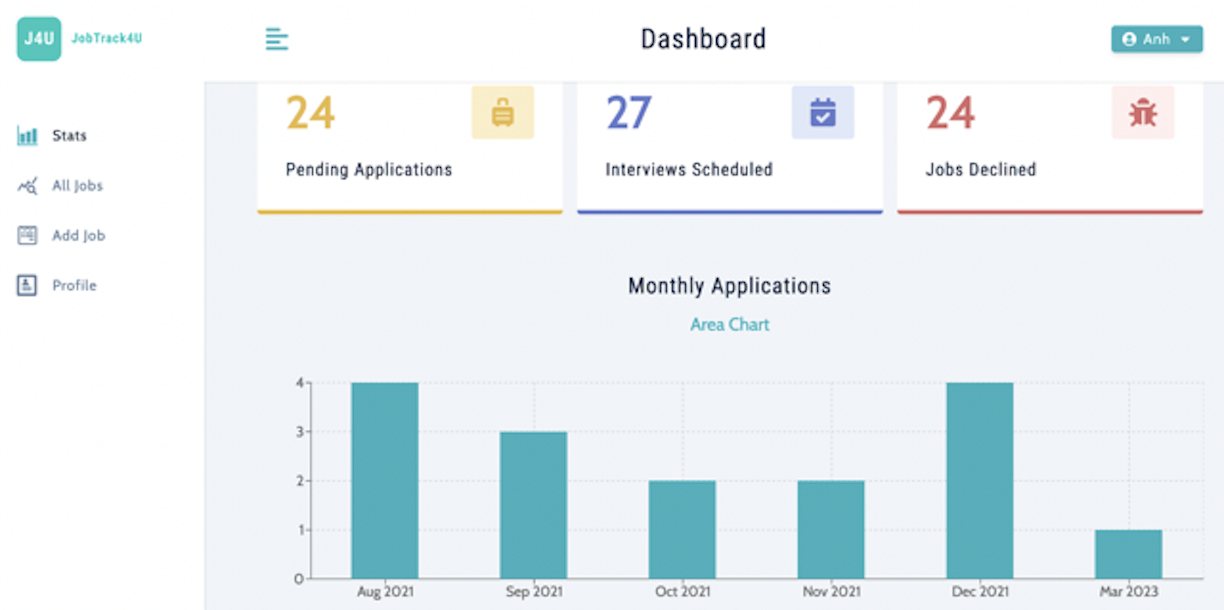 J4U JobTrack4U
Dashboard
Anh
Stats
All Jobs
Add Job
Profile
24
Pending Applications
27
Interviews Scheduled
24
Jobs Declined
Monthly Applications
Area Chart
4
3
2
1
0
Aug 2021 Sep 2021 Oct 2021 Nov 2021 Dec 2021 Mar 2023